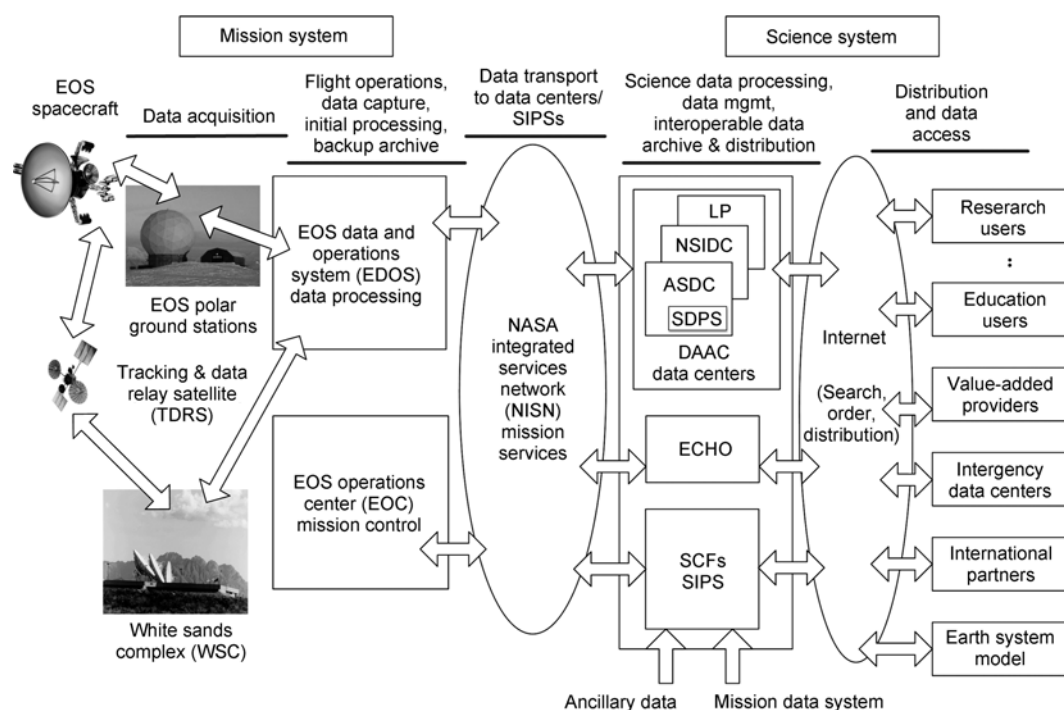 Mission system
Science system
EOS
spacecraft
Data acquisition
Flight operations,
data capture,
initial processing,
backup archive
Data transport
to data centers/
SIPSs
Science data processing,
data mgmt,
interoperable data
archive & distribution
Distribution
and data
access
EOS polar
ground stations
Tracking & data
relay satellite
(TDRS)
White sands
complex (WSC)
EOS data and
operations
system (EDOS)
data processing
EOS operations
center (EOC)
mission control
NASA
integrated
services
network
(NISN)
mission
services
LP
NSIDC
ASDC
SDPS
DAAC
data centers
ECHO
SCFs
SIPS
Ancillary data
Mission data system
Internet
(Search,
order,
distribution)
Reserarch
users
:
Education
users
Value-added
providers
Intergency
data centers
International
partners
Earth system
model